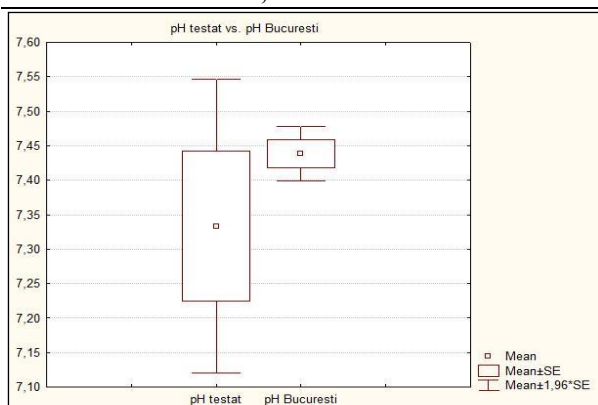 pH testat vs. pH Bucuresti
7,60
7,55
7,50
7,45
7,40
7,35
7,30
7,25
7,20
7,15
7,10
pH testat pH Bucuresti
Mean
Mean±SE
Mean±1,96*SE